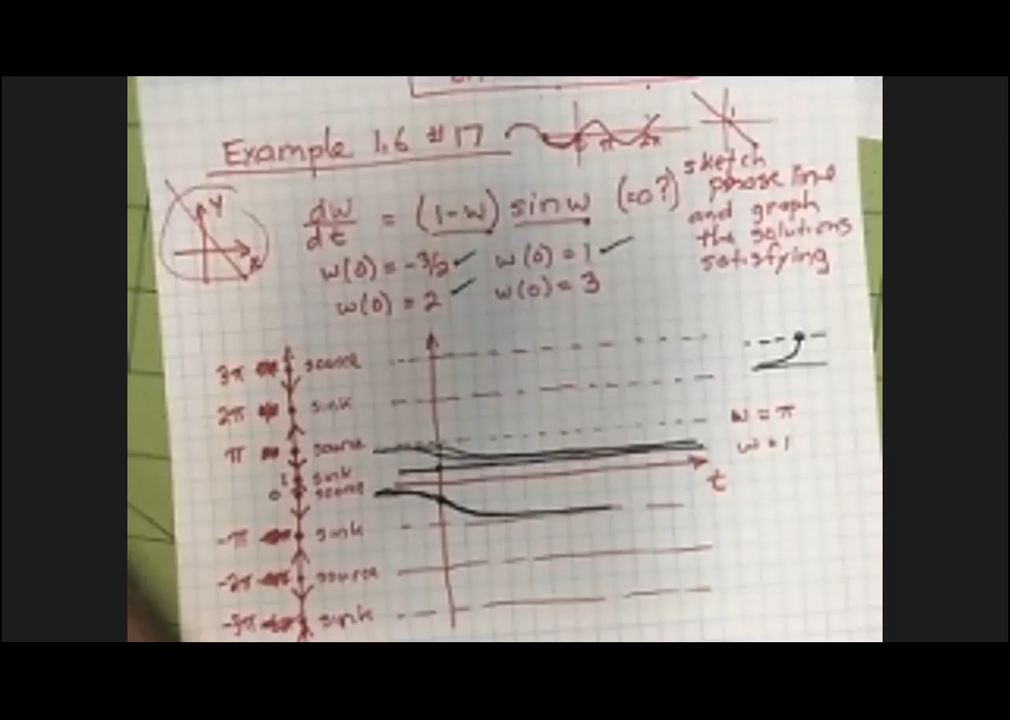 Example 1.6 #17
π 2π
sketch
phase line
and graph
the solutions
satisfying
y
x
dw/dt = (1-w) sin w (=0?)
w(0) = -3/2 ✓ w(0) = 1 ✓
w(0) = 2 ✓ w(0) = 3
3π source
2π sink
π source
1 sink
0 source
-π sink
-2π source
-3π sink
t
w = π
w = 1